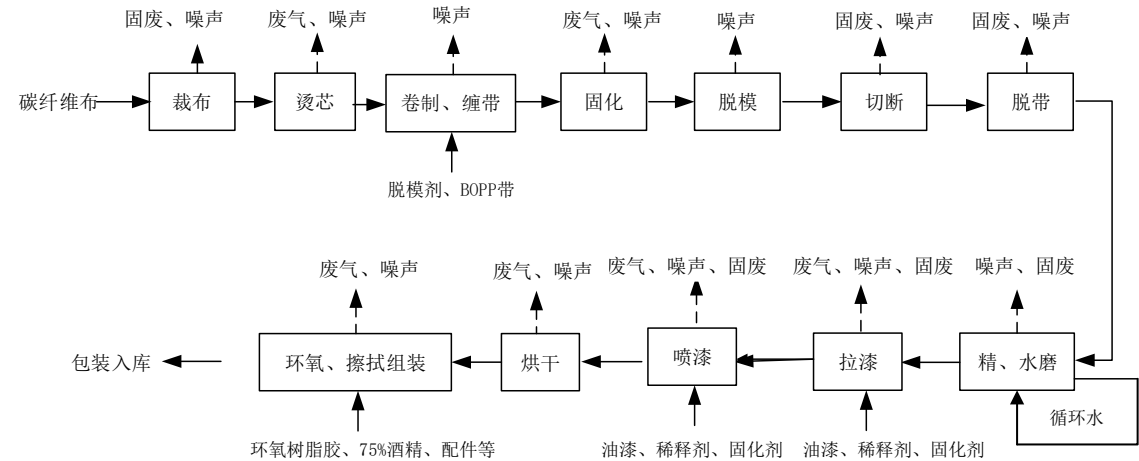 固废、噪声
废气、噪声
噪声
废气、噪声
噪声
固废、噪声
固废、噪声
碳纤维布
裁布
烫芯
卷制、缠带
固化
脱模
切断
脱带
脱模剂、BOPP带
废气、噪声
废气、噪声
废气、噪声、固废
废气、噪声、固废
噪声、固废
包装入库
环氧、擦拭组装
烘干
喷漆
拉漆
精、水磨
循环水
环氧树脂胶、75%酒精、配件等
油漆、稀释剂、固化剂
油漆、稀释剂、固化剂